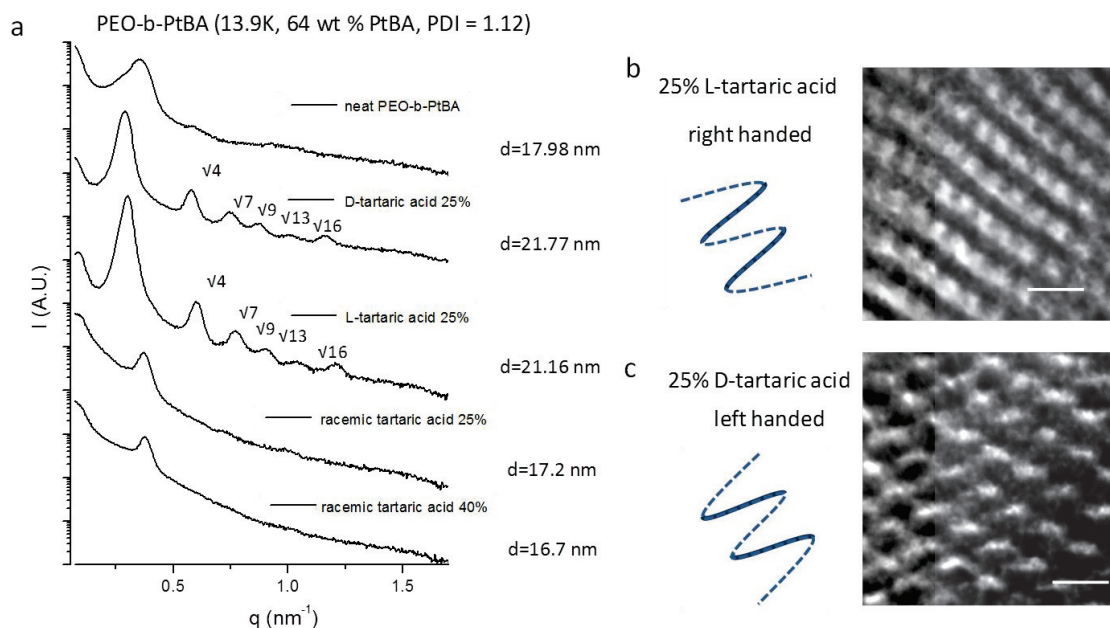 PEO-b-PtBA (13.9K, 64 wt % PtBA, PDI = 1.12)
a
I (A.U.)
neat PEO-b-PtBA
d=17.98 nm
√4
√7
√9
√13
√16
D-tartaric acid 25%
d=21.77 nm
√4
√7
√9
√13
√16
L-tartaric acid 25%
d=21.16 nm
racemic tartaric acid 25%
d=17.2 nm
racemic tartaric acid 40%
d=16.7 nm
0.5
1.0
1.5
q (nm⁻¹)
b
25% L-tartaric acid
right handed
c
25% D-tartaric acid
left handed